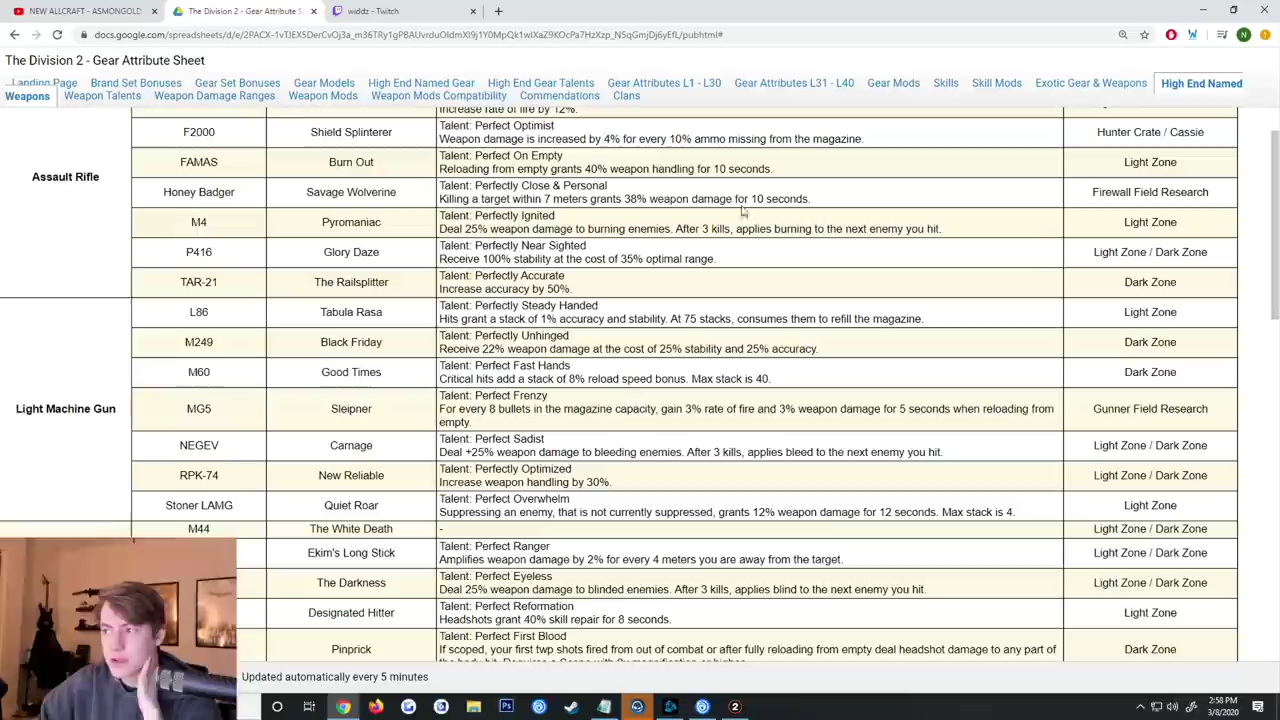 NEW ALLCRAFT - ASMONGOLD
The Division 2 - Gear Attribute S
widdz - Twitch
docs.google.com/spreadsheets/d/e/
The Division 2 - Gear Attribute Sheet
Landing Page Brand Set Bonuses Gear Set Bonuses Gear Models High End Named Gear High End Gear Talents Gear Attributes L1 - L30 Gear Attributes L31 - L40 Gear Mods Skills Skill Mods Exotic Gear & Weapons High End Named
Weapons Weapon Talents Weapon Damage Ranges Weapon Mods Weapon Mods Compatibility Commendations Clans
Increase rate of fire by 12%.
Assault Rifle
F2000 Shield Splinterer Talent: Perfect Optimist Hunter Crate / Cassie
Weapon damage is increased by 4% for every 10% ammo missing from the magazine.
FAMAS Burn Out Talent: Perfect On Empty Light Zone
Reloading from empty grants 40% weapon handling for 10 seconds.
Honey Badger Savage Wolverine Talent: Perfectly Close & Personal Firewall Field Research
Killing a target within 7 meters grants 38% weapon damage for 10 seconds.
M4 Pyromaniac Talent: Perfectly Ignited Light Zone
Deal 25% weapon damage to burning enemies. After 3 kills, applies burning to the next enemy you hit.
P416 Glory Daze Talent: Perfectly Near Sighted Light Zone / Dark Zone
Receive 100% stability at the cost of 35% optimal range.
TAR-21 The Railsplitter Talent: Perfectly Accurate Dark Zone
Increase accuracy by 50%.
Light Machine Gun
L86 Tabula Rasa Talent: Perfectly Steady Handed Light Zone
Hits grant a stack of 1% accuracy and stability. At 75 stacks, consumes them to refill the magazine.
M249 Black Friday Talent: Perfectly Unhinged Dark Zone
Receive 22% weapon damage at the cost of 25% stability and 25% accuracy.
M60 Good Times Talent: Perfect Fast Hands Dark Zone
Critical hits add a stack of 8% reload speed bonus. Max stack is 40.
MG5 Sleipner Talent: Perfect Frenzy Gunner Field Research
For every 8 bullets in the magazine capacity, gain 3% rate of fire and 3% weapon damage for 5 seconds when reloading from
empty.
NEGEV Carnage Talent: Perfect Sadist Light Zone / Dark Zone
Deal +25% weapon damage to bleeding enemies. After 3 kills, applies bleed to the next enemy you hit.
RPK-74 New Reliable Talent: Perfectly Optimized Light Zone / Dark Zone
Increase weapon handling by 30%.
Stoner LAMG Quiet Roar Talent: Perfect Overwhelm Light Zone
Suppressing an enemy, that is not currently suppressed, grants 12% weapon damage for 12 seconds. Max stack is 4.
M44 The White Death - Light Zone / Dark Zone
Ekim's Long Stick Talent: Perfect Ranger Light Zone / Dark Zone
Amplifies weapon damage by 2% for every 4 meters you are away from the target.
The Darkness Talent: Perfect Eyeless Light Zone / Dark Zone
Deal 25% weapon damage to blinded enemies. After 3 kills, applies blind to the next enemy you hit.
Designated Hitter Talent: Perfect Reformation Light Zone
Headshots grant 40% skill repair for 8 seconds.
Pinprick Talent: Perfect First Blood Dark Zone
If scoped, your first twp shots fired from out of combat or after fully reloading from empty deal headshot damage to any part of
Updated automatically every 5 minutes
2:58 PM
3/8/2020